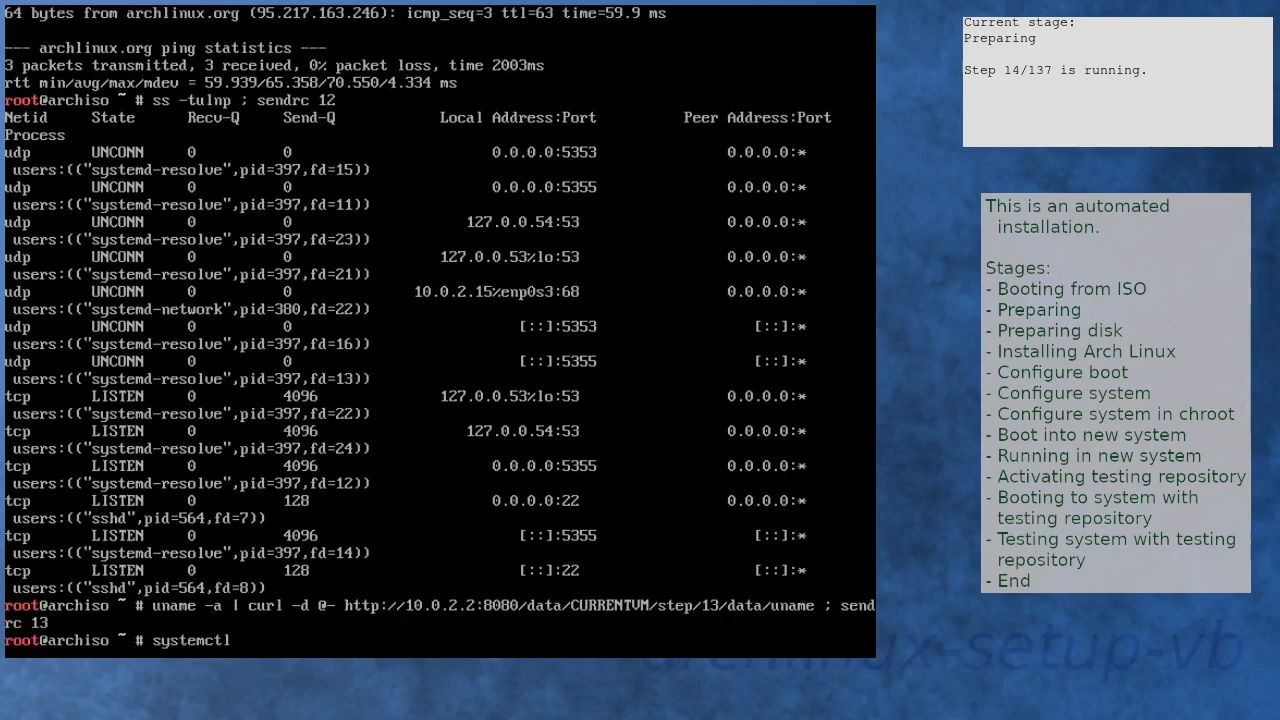 64 bytes from archlinux.org (95.217.163.246): icmp_seq=3 ttl=63 time=59.9 ms
--- archlinux.org ping statistics ---
3 packets transmitted, 3 received, 0% packet loss, time 2003ms
rtt min/avg/max/mdev = 59.939/65.358/70.550/4.334 ms
root@archiso ~ # ss -tulnp ; sendrc 12
Netid State Recv-Q Send-Q Local Address:Port Peer Address:Port
Process
udp UNCONN 0 0 0.0.0.0:5353 0.0.0.0:*
users:(("systemd-resolve",pid=397,fd=15))
udp UNCONN 0 0 0.0.0.0:5355 0.0.0.0:*
users:(("systemd-resolve",pid=397,fd=11))
udp UNCONN 0 0 127.0.0.54:53 0.0.0.0:*
users:(("systemd-resolve",pid=397,fd=23))
udp UNCONN 0 0 127.0.0.53%lo:53 0.0.0.0:*
users:(("systemd-resolve",pid=397,fd=21))
udp UNCONN 0 0 10.0.2.15%enp0s3:68 0.0.0.0:*
users:(("systemd-network",pid=380,fd=22))
udp UNCONN 0 0 [::]:5353 [::]:*
users:(("systemd-resolve",pid=397,fd=16))
udp UNCONN 0 0 [::]:5355 [::]:*
users:(("systemd-resolve",pid=397,fd=13))
tcp LISTEN 0 4096 127.0.0.53%lo:53 0.0.0.0:*
users:(("systemd-resolve",pid=397,fd=22))
tcp LISTEN 0 4096 127.0.0.54:53 0.0.0.0:*
users:(("systemd-resolve",pid=397,fd=24))
tcp LISTEN 0 4096 0.0.0.0:5355 0.0.0.0:*
users:(("systemd-resolve",pid=397,fd=12))
tcp LISTEN 0 128 0.0.0.0:22 0.0.0.0:*
users:(("sshd",pid=564,fd=7))
tcp LISTEN 0 4096 [::]:5355 [::]:*
users:(("systemd-resolve",pid=397,fd=14))
tcp LISTEN 0 128 [::]:22 [::]:*
users:(("sshd",pid=564,fd=8))
root@archiso ~ # uname -a | curl -d @- http://10.0.2.2:8080/data/CURRENTVM/step/13/data/uname ; send
rc 13
root@archiso ~ # systemctl
Current stage:
Preparing
Step 14/137 is running.
This is an automated
installation.
Stages:
- Booting from ISO
- Preparing
- Preparing disk
- Installing Arch Linux
- Configure boot
- Configure system
- Configure system in chroot
- Boot into new system
- Running in new system
- Activating testing repository
- Booting to system with
testing repository
- Testing system with testing
repository
- End
ux-setup-vb